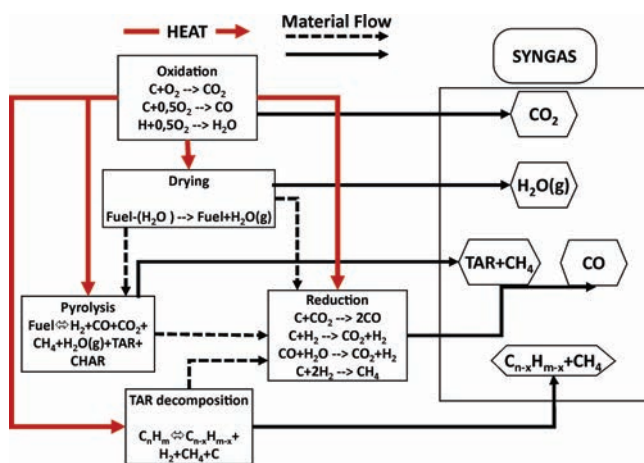 HEAT
Material Flow
SYNGAS
Oxidation
C+O₂ --> CO₂
C+0,5O₂ --> CO
H+0,5O₂ --> H₂O
CO₂
Drying
Fuel-(H₂O ) --> Fuel+H₂O(g)
H₂O(g)
TAR+CH₄
CO
Pyrolysis
Fuel⇔H₂+CO+CO₂+
CH₄+H₂O(g)+TAR+
CHAR
Reduction
C+CO₂ --> 2CO
C+H₂ --> CO₂+H₂
CO+H₂O --> CO₂+H₂
C+2H₂ --> CH₄
Cₙ₋ₓHₘ₋ₓ+CH₄
TAR decomposition
CₙHₘ⇔Cₙ₋ₓHₘ₋ₓ+
H₂+CH₄+C